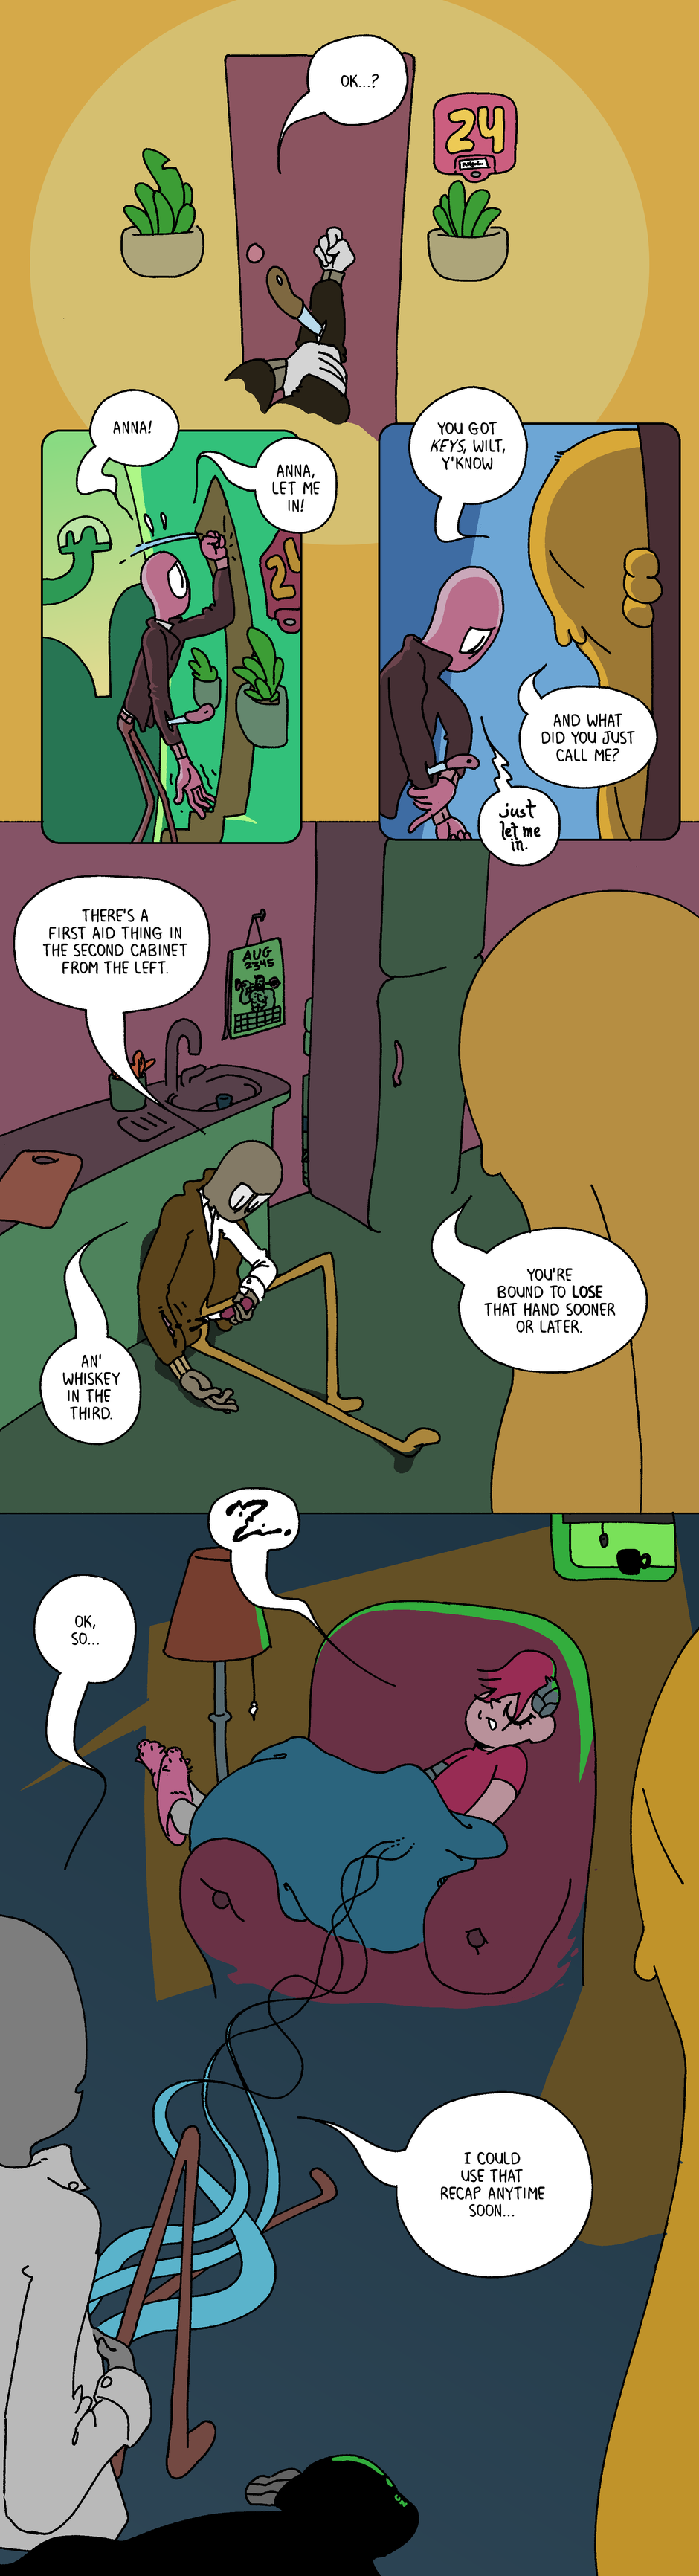 OK...?
24
ANNA!
ANNA,
LET ME
IN!
YOU GOT
KEYS, WILT,
Y'KNOW
AND WHAT
DID YOU JUST
CALL ME?
just
let me
in.
THERE'S A
FIRST AID THING IN
THE SECOND CABINET
FROM THE LEFT.
AUG
2345
YOU'RE
BOUND TO LOSE
THAT HAND SOONER
OR LATER.
AN'
WHISKEY
IN THE
THIRD.
OK,
SO...
I COULD
USE THAT
RECAP ANYTIME
SOON...